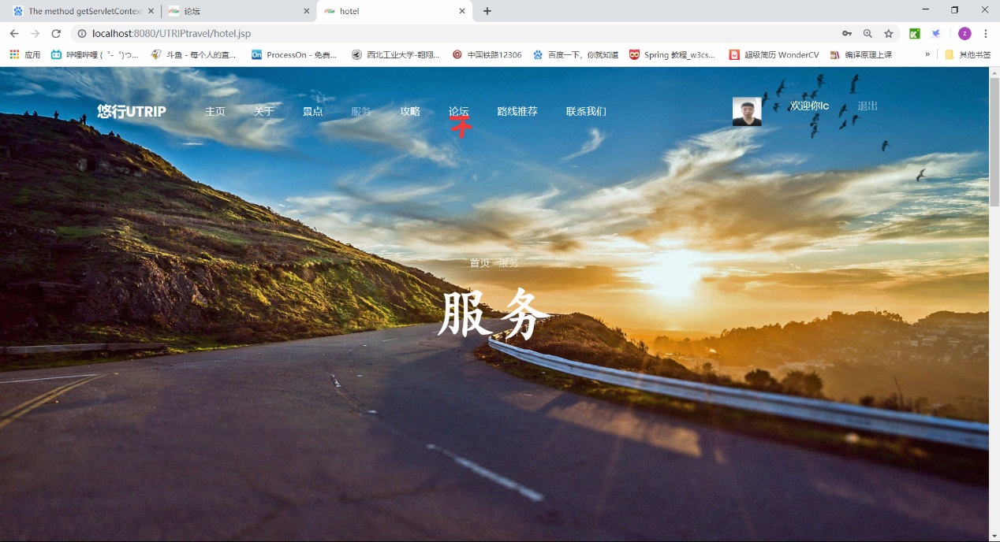 The method getServletContex
论坛
hotel
localhost:8080/UTRIPtravel/hotel.jsp
应用
哔哩哔哩 (゜-゜)つ...
斗鱼 - 每个人的直...
ProcessOn - 免费...
西北工业大学-翱翔...
中国铁路12306
百度一下，你就知道
Spring 教程_w3cs...
超级简历 WonderCV
编译原理上课
»
其他书签
悠行UTRIP
主页
关于
景点
服务
攻略
论坛
路线推荐
联系我们
欢迎你lc
退出
首页 服务
服务